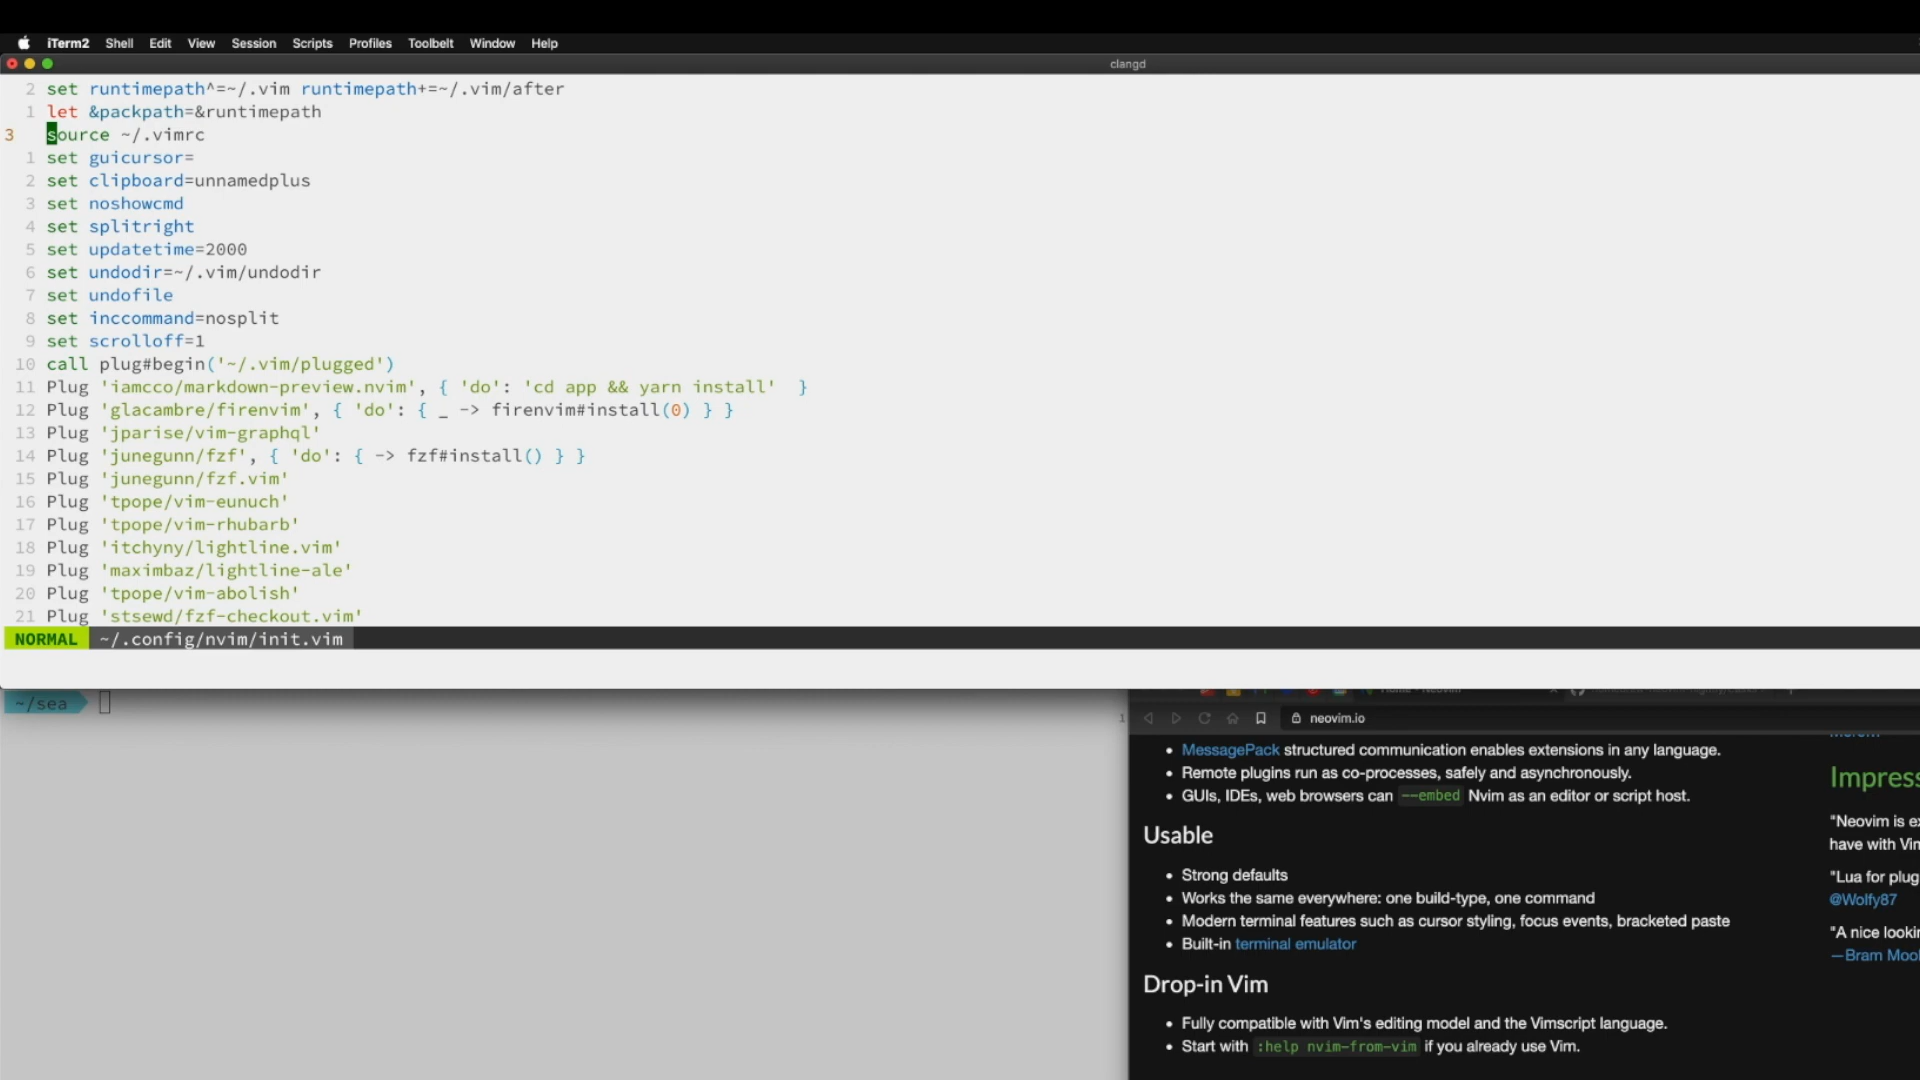 iTerm2 Shell Edit View Session Scripts Profiles Toolbelt Window Help
clangd
2 set runtimepath^=~/.vim runtimepath+=~/.vim/after
1 let &packpath=&runtimepath
3 source ~/.vimrc
1 set guicursor=
2 set clipboard=unnamedplus
3 set noshowcmd
4 set splitright
5 set updatetime=2000
6 set undodir=~/.vim/undodir
7 set undofile
8 set inccommand=nosplit
9 set scrolloff=1
10 call plug#begin('~/.vim/plugged')
11 Plug 'iamcco/markdown-preview.nvim', { 'do': 'cd app && yarn install'  }
12 Plug 'glacambre/firenvim', { 'do': { _ -> firenvim#install(0) } }
13 Plug 'jparise/vim-graphql'
14 Plug 'junegunn/fzf', { 'do': { -> fzf#install() } }
15 Plug 'junegunn/fzf.vim'
16 Plug 'tpope/vim-eunuch'
17 Plug 'tpope/vim-rhubarb'
18 Plug 'itchyny/lightline.vim'
19 Plug 'maximbaz/lightline-ale'
20 Plug 'tpope/vim-abolish'
21 Plug 'stsewd/fzf-checkout.vim'
NORMAL ~/.config/nvim/init.vim
~/sea
1
neovim.io
MessagePack structured communication enables extensions in any language.
Remote plugins run as co-processes, safely and asynchronously.
GUIs, IDEs, web browsers can --embed Nvim as an editor or script host.
Usable
Strong defaults
Works the same everywhere: one build-type, one command
Modern terminal features such as cursor styling, focus events, bracketed paste
Built-in terminal emulator
Drop-in Vim
Fully compatible with Vim's editing model and the Vimscript language.
Start with :help nvim-from-vim if you already use Vim.
Impress
"Neovim is ex
have with Vim
"Lua for plug
@Wolfy87
"A nice lookin
—Bram Mool